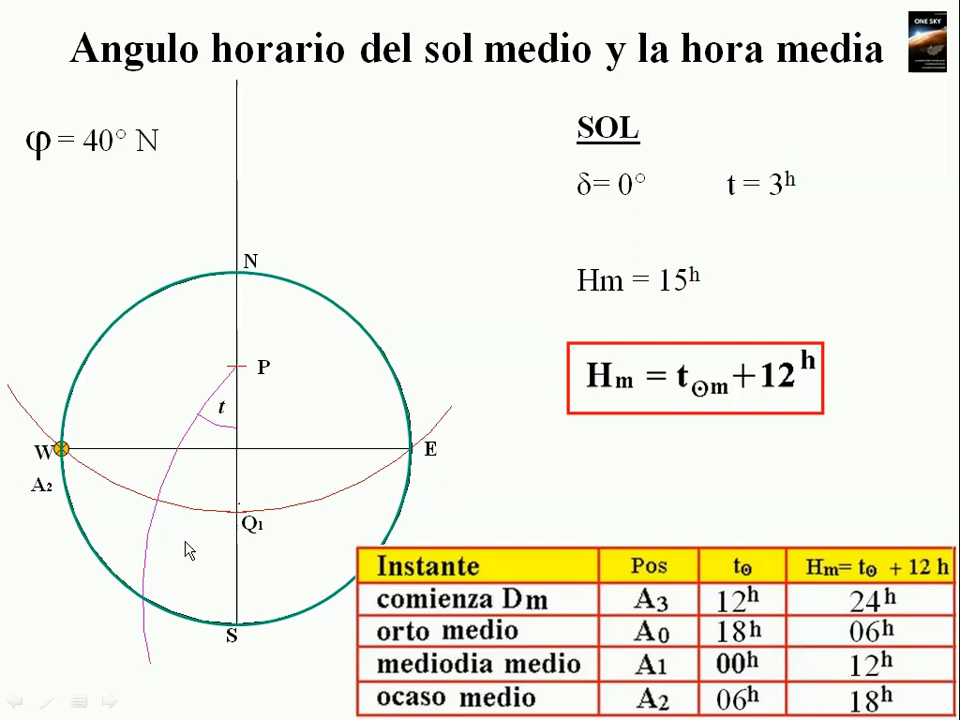 Angulo horario del sol medio y la hora media
ONE SKY
φ = 40° N
SOL
δ= 0° t = 3ʰ
Hm = 15ʰ
Hₘ = t⊙ₘ+12ʰ
N
P
t
W
E
A₂
Q₁
S
Instante Pos t⊙ Hm= t⊙ + 12 h
comienza Dm A₃ 12ʰ 24ʰ
orto medio A₀ 18ʰ 06ʰ
mediodia medio A₁ 00ʰ 12ʰ
ocaso medio A₂ 06ʰ 18ʰ